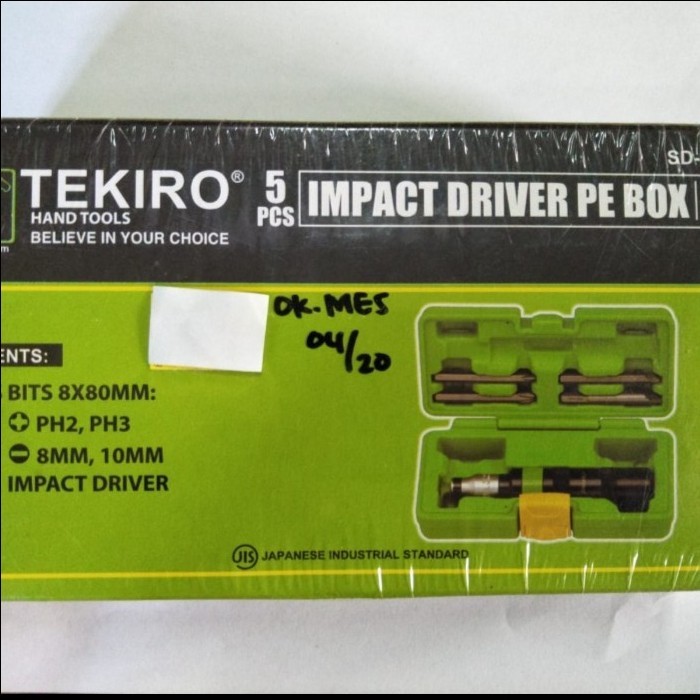 SD-
TEKIRO®
HAND TOOLS
BELIEVE IN YOUR CHOICE
5 PCS
IMPACT DRIVER PE BOX
OK.MES
04/20
ENTS:
BITS 8X80MM:
PH2, PH3
8MM, 10MM
IMPACT DRIVER
JIS JAPANESE INDUSTRIAL STANDARD